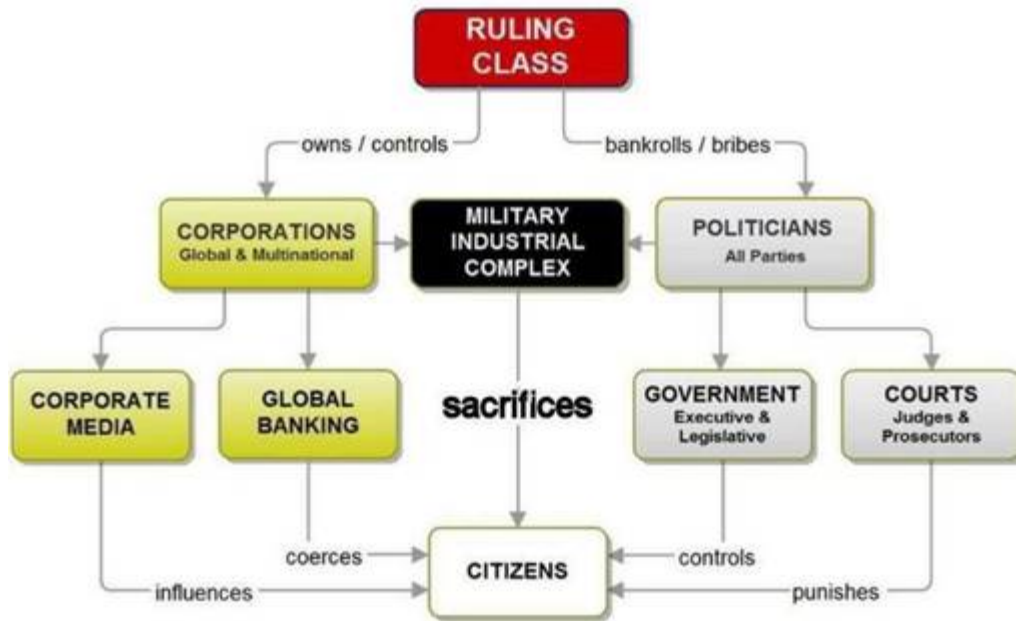 RULING
CLASS
owns / controls
bankrolls / bribes
CORPORATIONS
Global & Multinational
MILITARY
INDUSTRIAL
COMPLEX
POLITICIANS
All Parties
CORPORATE
MEDIA
GLOBAL
BANKING
sacrifices
GOVERNMENT
Executive &
Legislative
COURTS
Judges &
Prosecutors
coerces
CITIZENS
controls
influences
punishes